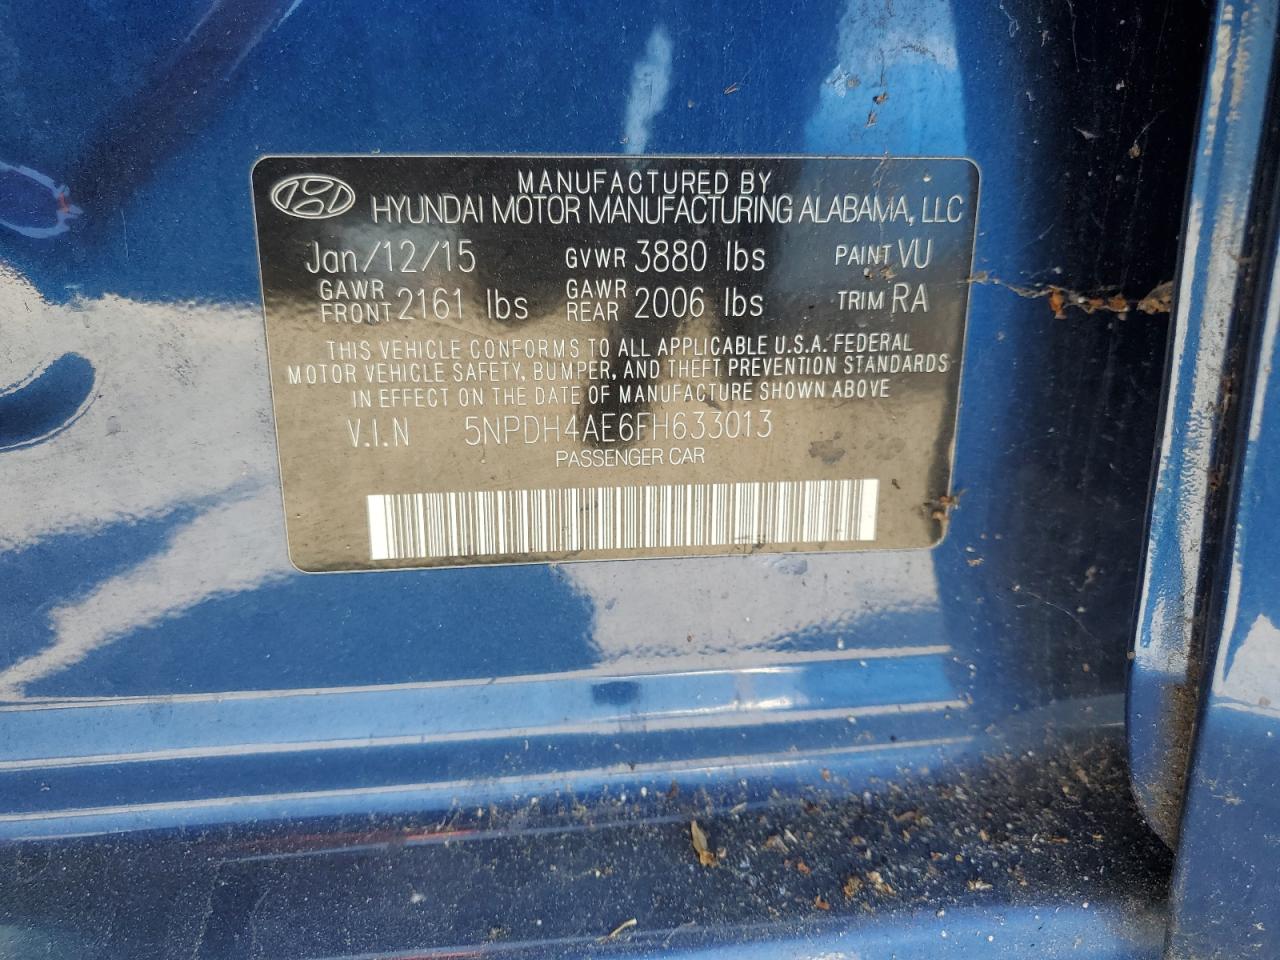 MANUFACTURED BY
HYUNDAI MOTOR MANUFACTURING ALABAMA, LLC
Jan/12/15 GVWR 3880 lbs PAINT VU
GAWR FRONT 2161 lbs GAWR REAR 2006 lbs TRIM RA
THIS VEHICLE CONFORMS TO ALL APPLICABLE U.S.A. FEDERAL
MOTOR VEHICLE SAFETY, BUMPER, AND THEFT PREVENTION STANDARDS
IN EFFECT ON THE DATE OF MANUFACTURE SHOWN ABOVE
V.I.N 5NPDH4AE6FH633013
PASSENGER CAR